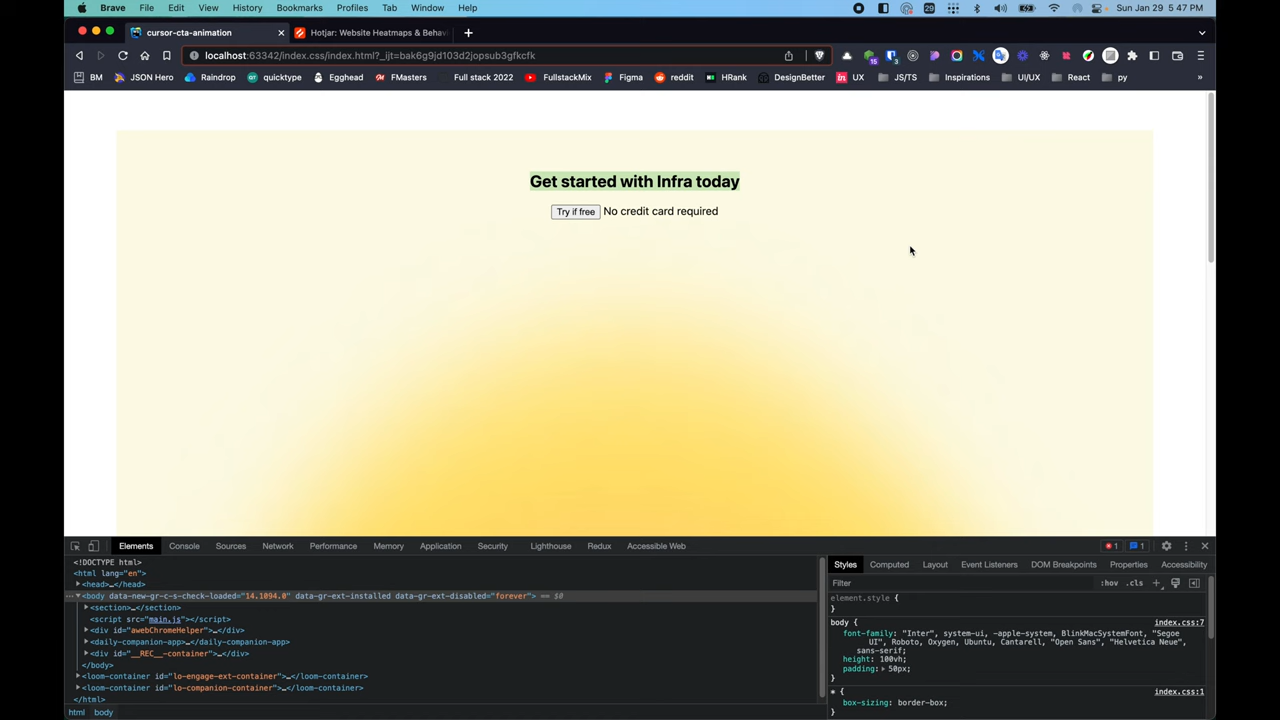 Brave File Edit View History Bookmarks Profiles Tab Window Help 29 Sun Jan 29 5:47 PM
cursor-cta-animation Hotjar: Website Heatmaps & Behavi
localhost:63342/index.css/index.html?_ijt=bak6g9jd103d2jopsub3gfkcfk 15 3
BM JSON Hero Raindrop quicktype Egghead FMasters Full stack 2022 FullstackMix Figma reddit HRank DesignBetter UX JS/TS Inspirations UI/UX React py »
Get started with Infra today
Try if free No credit card required
Elements Console Sources Network Performance Memory Application Security Lighthouse Redux Accessible Web 1 1
<!DOCTYPE html>
<html lang="en">
<head>…</head>
<body data-new-gr-c-s-check-loaded="14.1094.0" data-gr-ext-installed data-gr-ext-disabled="forever"> == $0
<section>…</section>
<script src="main.js"></script>
<div id="awebChromeHelper">…</div>
<daily-companion-app>…</daily-companion-app>
<div id="__REC__-container">…</div>
</body>
<loom-container id="lo-engage-ext-container">…</loom-container>
<loom-container id="lo-companion-container">…</loom-container>
</html>
html body
Styles Computed Layout Event Listeners DOM Breakpoints Properties Accessibility
Filter :hov .cls
element.style {
}
body { index.css:7
font-family: "Inter", system-ui, -apple-system, BlinkMacSystemFont, "Segoe
UI", Roboto, Oxygen, Ubuntu, Cantarell, "Open Sans", "Helvetica Neue",
sans-serif;
height: 100vh;
padding: 50px;
}
* { index.css:1
box-sizing: border-box;
}